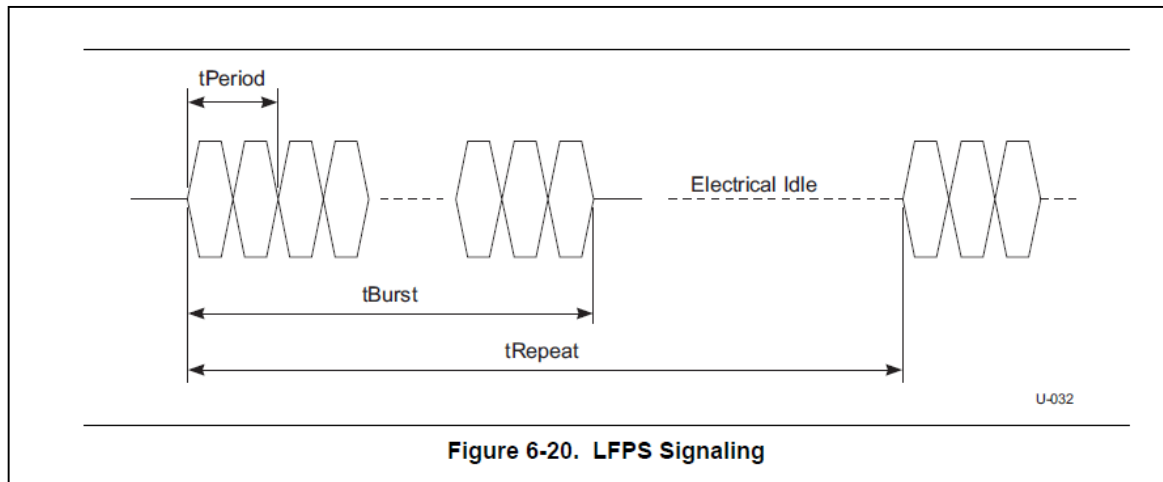 tPeriod
Electrical Idle
tBurst
tRepeat
U-032
Figure 6-20. LFPS Signaling